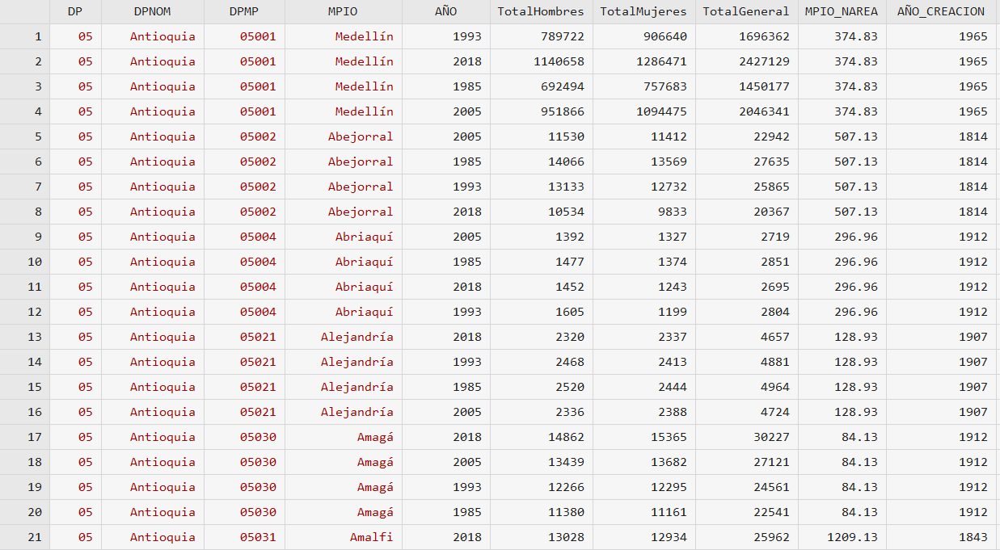 DP DPNOM DPMP MPIO AÑO TotalHombres TotalMujeres TotalGeneral MPIO_NAREA AÑO_CREACION
1 05 Antioquia 05001 Medellín 1993 789722 906640 1696362 374.83 1965
2 05 Antioquia 05001 Medellín 2018 1140658 1286471 2427129 374.83 1965
3 05 Antioquia 05001 Medellín 1985 692494 757683 1450177 374.83 1965
4 05 Antioquia 05001 Medellín 2005 951866 1094475 2046341 374.83 1965
5 05 Antioquia 05002 Abejorral 2005 11530 11412 22942 507.13 1814
6 05 Antioquia 05002 Abejorral 1985 14066 13569 27635 507.13 1814
7 05 Antioquia 05002 Abejorral 1993 13133 12732 25865 507.13 1814
8 05 Antioquia 05002 Abejorral 2018 10534 9833 20367 507.13 1814
9 05 Antioquia 05004 Abriaquí 2005 1392 1327 2719 296.96 1912
10 05 Antioquia 05004 Abriaquí 1985 1477 1374 2851 296.96 1912
11 05 Antioquia 05004 Abriaquí 2018 1452 1243 2695 296.96 1912
12 05 Antioquia 05004 Abriaquí 1993 1605 1199 2804 296.96 1912
13 05 Antioquia 05021 Alejandría 2018 2320 2337 4657 128.93 1907
14 05 Antioquia 05021 Alejandría 1993 2468 2413 4881 128.93 1907
15 05 Antioquia 05021 Alejandría 1985 2520 2444 4964 128.93 1907
16 05 Antioquia 05021 Alejandría 2005 2336 2388 4724 128.93 1907
17 05 Antioquia 05030 Amagá 2018 14862 15365 30227 84.13 1912
18 05 Antioquia 05030 Amagá 2005 13439 13682 27121 84.13 1912
19 05 Antioquia 05030 Amagá 1993 12266 12295 24561 84.13 1912
20 05 Antioquia 05030 Amagá 1985 11380 11161 22541 84.13 1912
21 05 Antioquia 05031 Amalfi 2018 13028 12934 25962 1209.13 1843